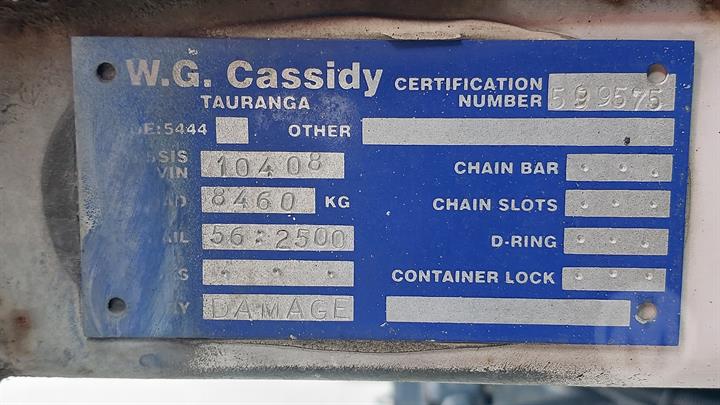 W.G. Cassidy
TAURANGA
CERTIFICATION NUMBER 599575
:5444 OTHER
VIN 10408 CHAIN BAR
8460 KG CHAIN SLOTS
56:2500 D-RING
CONTAINER LOCK
DAMAGE